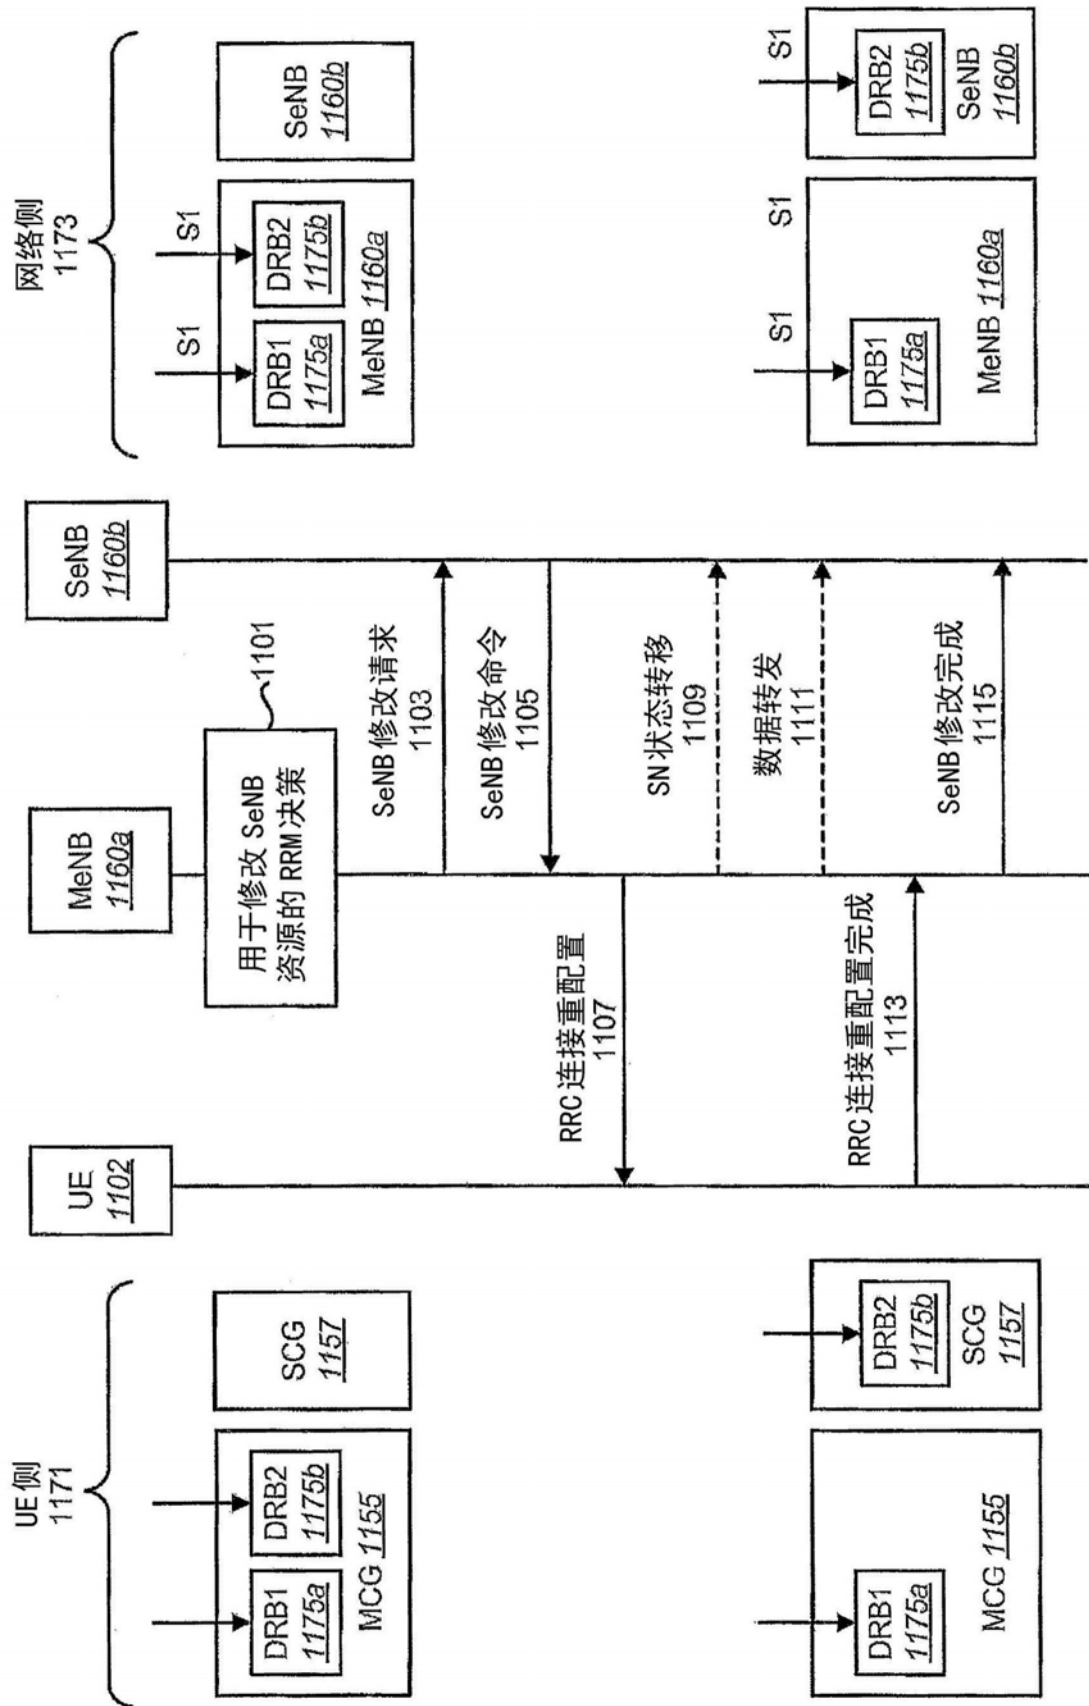 UE侧
1171
DRB1
1175a
DRB2
1175b
MCG 1155
SCG
1157
DRB1
1175a
MCG 1155
DRB2
1175b
SCG
1157
UE
1102
MeNB
1160a
SeNB
1160b
用于修改 SeNB
资源的 RRM 决策
1101
SeNB 修改请求
1103
SeNB 修改命令
1105
RRC 连接重配置
1107
SN 状态转移
1109
数据转发
1111
RRC 连接重配置完成
1113
SeNB 修改完成
1115
网络侧
1173
S1
S1
DRB1
1175a
DRB2
1175b
MeNB 1160a
SeNB
1160b
S1
S1
S1
DRB1
1175a
MeNB 1160a
DRB2
1175b
SeNB
1160b